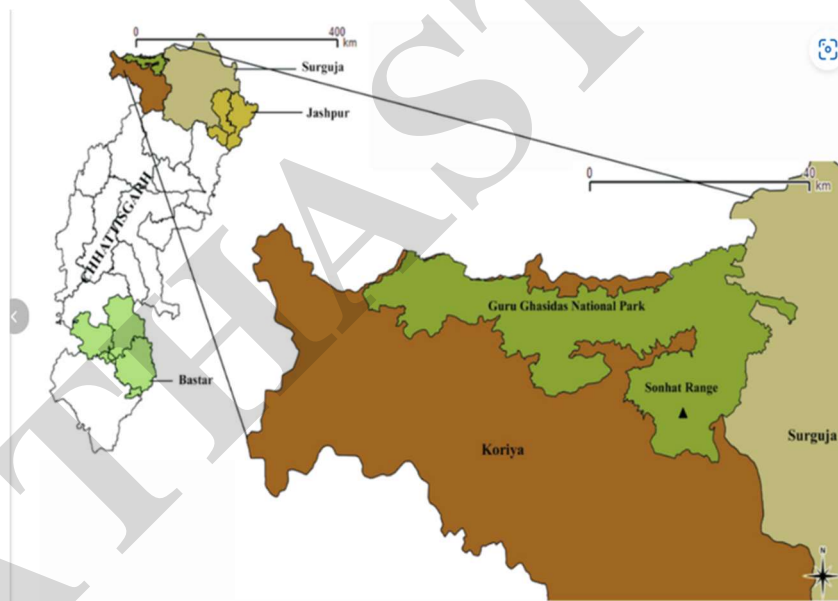 0 400
km
Surguja
Jashpur
CHHATTISGARH
0 40
km
Guru Ghasidas National Park
Sonhat Range
Bastar
Koriya
Surguja
N